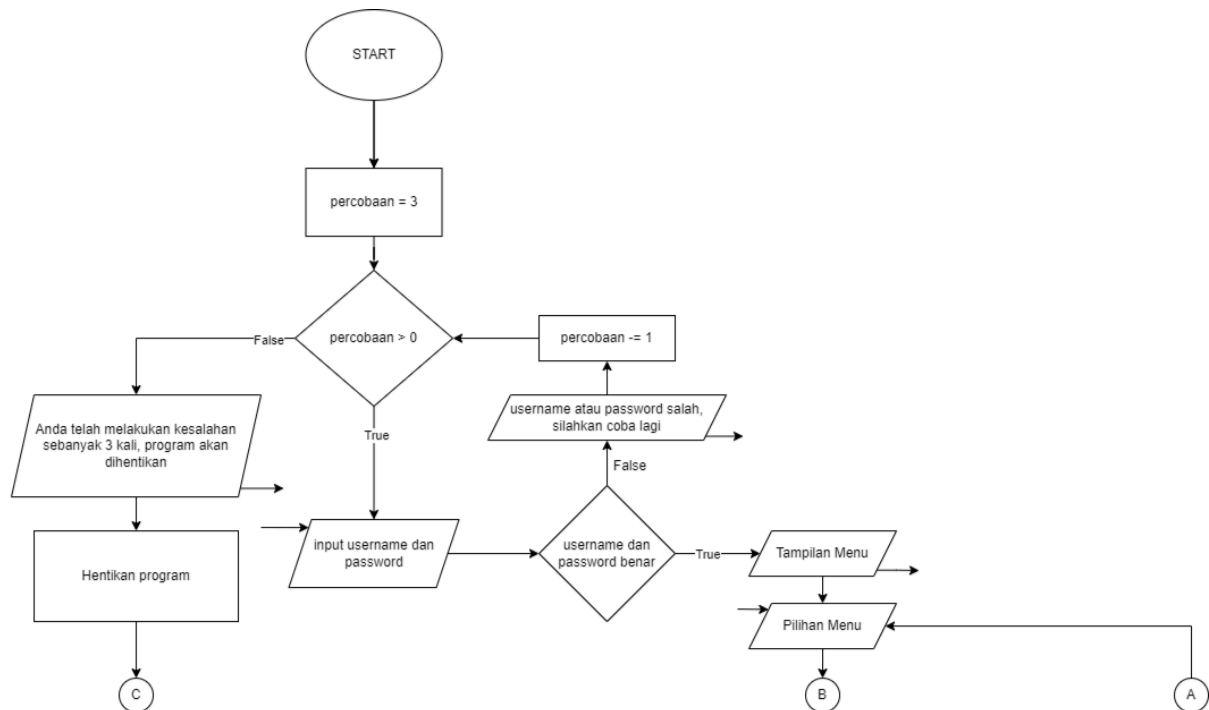 START
percobaan = 3
percobaan > 0
False
True
percobaan -= 1
username atau password salah,
silahkan coba lagi
False
Anda telah melakukan kesalahan
sebanyak 3 kali, program akan
dihentikan
Hentikan program
input username dan
password
username dan
password benar
True
Tampilan Menu
Pilihan Menu
C
B
A